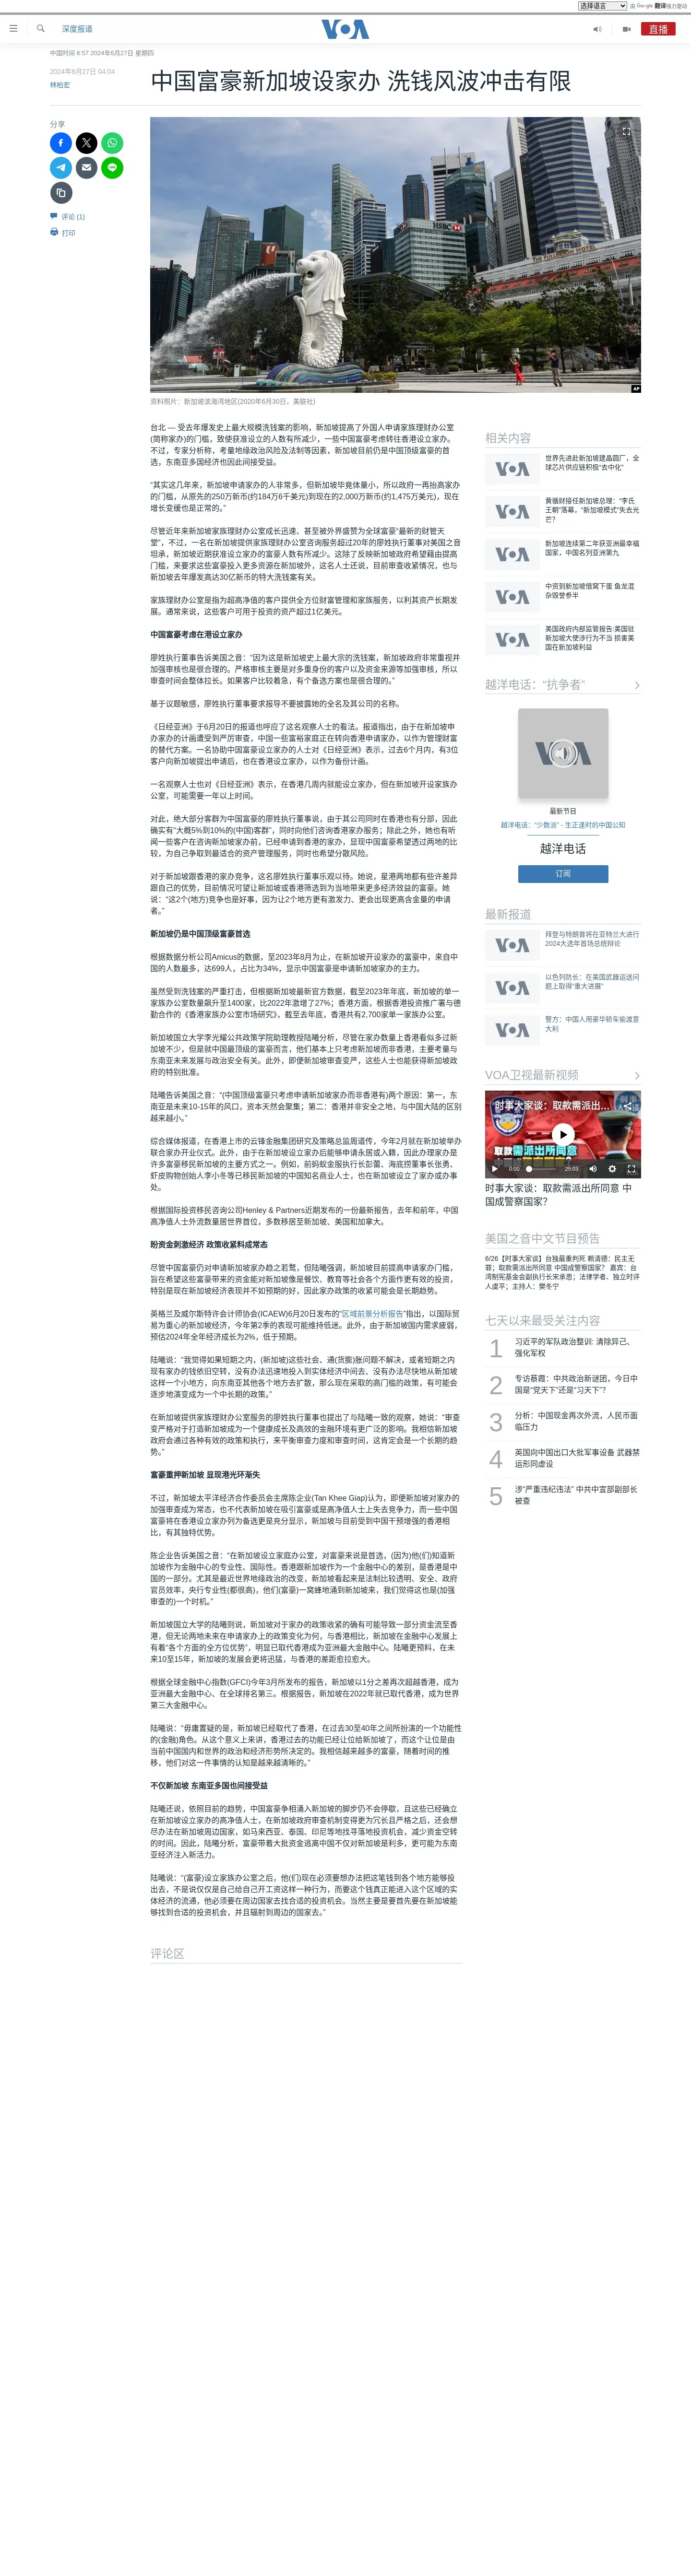 选择语言
由 Google 翻译强力驱动
深度报道
VOA
直播
中国时间 6:57 2024年6月27日 星期四
2024年6月27日 04:04
林柏宏
中国富豪新加坡设家办 洗钱风波冲击有限
分享
评论 (1)
打印
HSBC
THE FULLERTON HOTEL
AP
资料照片：新加坡滨海湾地区(2020年6月30日，美联社)
台北 — 受去年爆发史上最大规模洗钱案的影响，新加坡提高了外国人申请家族理财办公室
(简称家办)的门槛，致使获准设立的人数有所减少，一些中国富豪考虑转往香港设立家办。
不过，专家分析称，考量地缘政治风险及法制等因素，新加坡目前仍是中国顶级富豪的首
选，东南亚多国经济也因此间接受益。
“其实这几年来，新加坡申请家办的人非常多，但新加坡毕竟体量小，所以政府一再抬高家办
的门槛，从原先的250万新币(约184万6千美元)到现在的2,000万新币(约1,475万美元)，现在
增长变缓也是正常的。”
尽管近年来新加坡家族理财办公室成长迅速、甚至被外界盛赞为全球富豪“最新的财管天
堂”，不过，一名在新加坡提供家族理财办公室咨询服务超过20年的廖姓执行董事对美国之音
坦承，新加坡近期获准设立家办的富豪人数有所减少。这除了反映新加坡政府希望藉由提高
门槛，来要求这些富豪投入更多资源在新加坡外，这名人士还说，目前审查收紧情况，也与
新加坡去年爆发高达30亿新币的特大洗钱案有关。
家族理财办公室是指为超高净值的客户提供全方位财富管理和家族服务，以利其资产长期发
展。通常来说，这些客户可用于投资的资产超过1亿美元。
中国富豪考虑在港设立家办
廖姓执行董事告诉美国之音：“因为这是新加坡史上最大宗的洗钱案，新加坡政府非常重视并
加强审核也是很合理的。严格审核主要是对多重身份的客户以及资金来源等加强审核，所以
审查时间会整体拉长。如果客户比较着急，有个备选方案也是很合理的。”
基于议题敏感，廖姓执行董事要求报导不要披露她的全名及其公司的名称。
《日经亚洲》于6月20日的报道也呼应了这名观察人士的看法。报道指出，由于在新加坡申
办家办的计画遭受到严厉审查，中国一些富裕家庭正在转向香港申请家办，以作为管理财富
的替代方案。一名协助中国富豪设立家办的人士对《日经亚洲》表示，过去6个月内，有3位
客户向新加坡提出申请后，也在香港设立家办，以作为备份计画。
一名观察人士也对《日经亚洲》表示，在香港几周内就能设立家办，但在新加坡开设家族办
公室，可能需要一年以上时间。
对此，绝大部分客群为中国富豪的廖姓执行董事说，由于其公司同时在香港也有分部，因此
确实有“大概5%到10%的(中国)客群”，同时向他们咨询香港家办服务；除此之外，她也有听
闻一些客户在咨询新加坡家办前，已经申请到香港的家办，显现中国富豪希望透过两地的比
较，为自己争取到最适合的资产管理服务，同时也希望分散风险。
对于新加坡跟香港的家办竞争，这名廖姓执行董事乐观以待。她说，星港两地都有些许差异
跟自己的优势，目前情况可望让新加坡或香港筛选到为当地带来更多经济效益的富豪。她
说：“这2个(地方)竞争也是好事，因为让2个地方更有激发力、更会出现更高含金量的申请
者。”
新加坡仍是中国顶级富豪首选
根据数据分析公司Amicus的数据，至2023年8月为止，在新加坡开设家办的富豪中，来自中
国的人数最多，达699人，占比为34%，显示中国富豪是申请新加坡家办的主力。
虽然受到洗钱案的严重打击，但根据新加坡最新官方数据，截至2023年年底，新加坡的单一
家族办公室数量飙升至1400家，比2022年激增了27%；香港方面，根据香港投资推广署与德
勤合作的《香港家族办公室市场研究》，截至去年底，香港共有2,700家单一家族办公室。
新加坡国立大学李光耀公共政策学院助理教授陆曦分析，尽管在家办数量上香港看似多过新
加坡不少，但是就中国最顶级的富豪而言，他们基本上只考虑新加坡而非香港，主要考量与
东南亚未来发展与政治安全有关。此外，即便新加坡审查变严，这些人士也能获得新加坡政
府的特别批准。
陆曦告诉美国之音：“(中国顶级富豪只考虑申请新加坡家办而非香港有)两个原因：第一，东
南亚是未来10-15年的风口，资本天然会聚集；第二：香港并非安全之地，与中国大陆的区别
越来越小。”
综合媒体报道，在香港上市的云锋金融集团研究及策略总监周道传，今年2月就在新加坡举办
联合家办开业仪式。此外，由于在新加坡设立家办后能够申请永居或入籍，因此办理家办是
许多富豪移民新加坡的主要方式之一。例如，前蚂蚁金服执行长彭蕾、海底捞董事长张勇、
虾皮购物创始人李小冬等已移民新加坡的中国知名商业人士，也在新加坡设立了家办或办事
处。
根据国际投资移民咨询公司Henley & Partners近期发布的一份最新报告，去年和前年，中国
高净值人士外流数量居世界首位，多数移居至新加坡、美国和加拿大。
盼资金刺激经济 政策收紧料成常态
尽管中国富豪仍对申请新加坡家办趋之若鹜，但陆曦强调，新加坡目前提高申请家办门槛，
旨在希望这些富豪带来的资金能对新加坡像是餐饮、教育等社会各个方面作更有效的投资，
特别是现在新加坡经济表现并不如预期的好，因此家办政策的收紧可能会是长期趋势。
英格兰及威尔斯特许会计师协会(ICAEW)6月20日发布的“区域前景分析报告”指出，以国际贸
易为重心的新加坡经济，今年第2季的表现可能维持低迷。此外，由于新加坡国内需求疲弱，
预估2024年全年经济成长为2%，低于预期。
陆曦说：“我觉得如果短期之内，(新加坡)这些社会、通(货膨)胀问题不解决，或者短期之内
现有家办的钱依旧空转，没有办法迅速地投入到实体经济中间去、没有办法尽快地从新加坡
这样一个小地方，向东南亚其他各个地方去扩散，那么现在采取的高门槛的政策，有可能会
逐步地演变成为一个中长期的政策。”
在新加坡提供家族理财办公室服务的廖姓执行董事也提出了与陆曦一致的观察，她说：“审查
变严格对于打造新加坡成为一个健康成长及高效的金融环境有更广泛的影响。我相信新加坡
政府会通过各种有效的政策和执行，来平衡审查力度和审查时间，这肯定会是一个长期的趋
势。”
富豪重押新加坡 显现港光环渐失
不过，新加坡太平洋经济合作委员会主席陈企业(Tan Khee Giap)认为，即便新加坡对家办的
加强审查成为常态，也不代表新加坡在吸引富豪或是高净值人士上失去竞争力，而一些中国
富豪将在香港设立家办列为备选更是充分显示，新加坡与目前受到中国干预增强的香港相
比，有其独特优势。
陈企业告诉美国之音：“在新加坡设立家庭办公室，对富豪来说是首选，(因为)他(们)知道新
加坡作为金融中心的专业性、国际性。香港跟新加坡作为一个金融中心的差别，是香港是中
国的一部分。尤其是最近世界地缘政治的改变，新加坡看起来是法制比较透明、安全、政府
官员效率，央行专业性(都很高)，他们(富豪)一窝蜂地涌到新加坡来，我们觉得这也是(加强
审查的)一个时机。”
新加坡国立大学的陆曦则说，新加坡对于家办的政策收紧的确有可能导致一部分资金流至香
港，但无论两地未来在申请家办上的政策变化为何，与香港相比，新加坡在金融中心发展上
有着“各个方面的全方位优势”，明显已取代香港成为亚洲最大金融中心。陆曦更预料，在未
来10至15年，新加坡的发展会更将迅猛，与香港的差距愈拉愈大。
根据全球金融中心指数(GFCI)今年3月所发布的报告，新加坡以1分之差再次超越香港，成为
亚洲最大金融中心、在全球排名第三。根据报告，新加坡在2022年就已取代香港，成为世界
第三大金融中心。
陆曦说：“毋庸置疑的是，新加坡已经取代了香港，在过去30至40年之间所扮演的一个功能性
的(金融)角色。从这个意义上来讲，香港过去的功能已经让位给新加坡了，而这个让位是由
当前中国国内和世界的政治和经济形势所决定的。我相信越来越多的富豪，随着时间的推
移，他们对这一件事情的认知是越来越清晰的。”
不仅新加坡 东南亚多国也间接受益
陆曦还说，依照目前的趋势，中国富豪争相涌入新加坡的脚步仍不会停歇，且这些已经确立
在新加坡设立家办的高净值人士，在新加坡政府审查机制变得更为冗长且严格之后，还会想
尽办法在新加坡周边国家，如马来西亚、泰国、印尼等地找寻落地投资机会，减少资金空转
的时间。因此，陆曦分析，富豪带着大批资金逃离中国不仅对新加坡是利多，更可能为东南
亚经济注入新活力。
陆曦说：“(富豪)设立家族办公室之后，他(们)现在必须要想办法把这笔钱到各个地方能够投
出去，不是说仅仅是自己给自己开工资这样一种行为，而要这个钱真正能进入这个区域的实
体经济的流通，他必须要在周边国家去找合适的投资机会。当然主要是要首先要在新加坡能
够找到合适的投资机会，并且辐射到周边的国家去。”
评论区
相关内容
世界先进赴新加坡建晶圆厂，全
球芯片供应链积极“去中化”
黄循财接任新加坡总理：“李氏
王朝”落幕，“新加坡模式”失去光
芒?
新加坡连续第二年获亚洲最幸福
国家，中国名列亚洲第九
中资到新加坡借窝下蛋 鱼龙混
杂毁誉参半
美国政府内部监管报告:美国驻
新加坡大使涉行为不当 损害美
国在新加坡利益
越洋电话：“抗争者”
最新节目
越洋电话：“少数派” - 生正逢时的中国公知
越洋电话
订阅
最新报道
拜登与特朗普将在亚特兰大进行
2024大选年首场总统辩论
以色列防长：在美国武器运送问
题上取得“重大进展”
警方：中国人用豪华轿车偷渡意
大利
VOA卫视最新视频
时事大家谈：取款需派出…
取款需派出所同意
0:00
25:03
时事大家谈：取款需派出所同意 中
国成警察国家?
美国之音中文节目预告
6/26【时事大家谈】台独最重判死 赖清德：民主无
罪；取款需派出所同意 中国成警察国家? 嘉宾：台
湾制宪基金会副执行长宋承恩；法律学者、独立时评
人虞平；主持人：樊冬宁
七天以来最受关注内容
1
习近平的军队政治整训: 清除异己、
强化军权
2
专访慕霞：中共政治新谜团，今日中
国是“党天下”还是“习天下”?
3
分析：中国现金再次外流，人民币面
临压力
4
英国向中国出口大批军事设备 武器禁
运形同虚设
5
涉“严重违纪违法” 中共中宣部副部长
被查